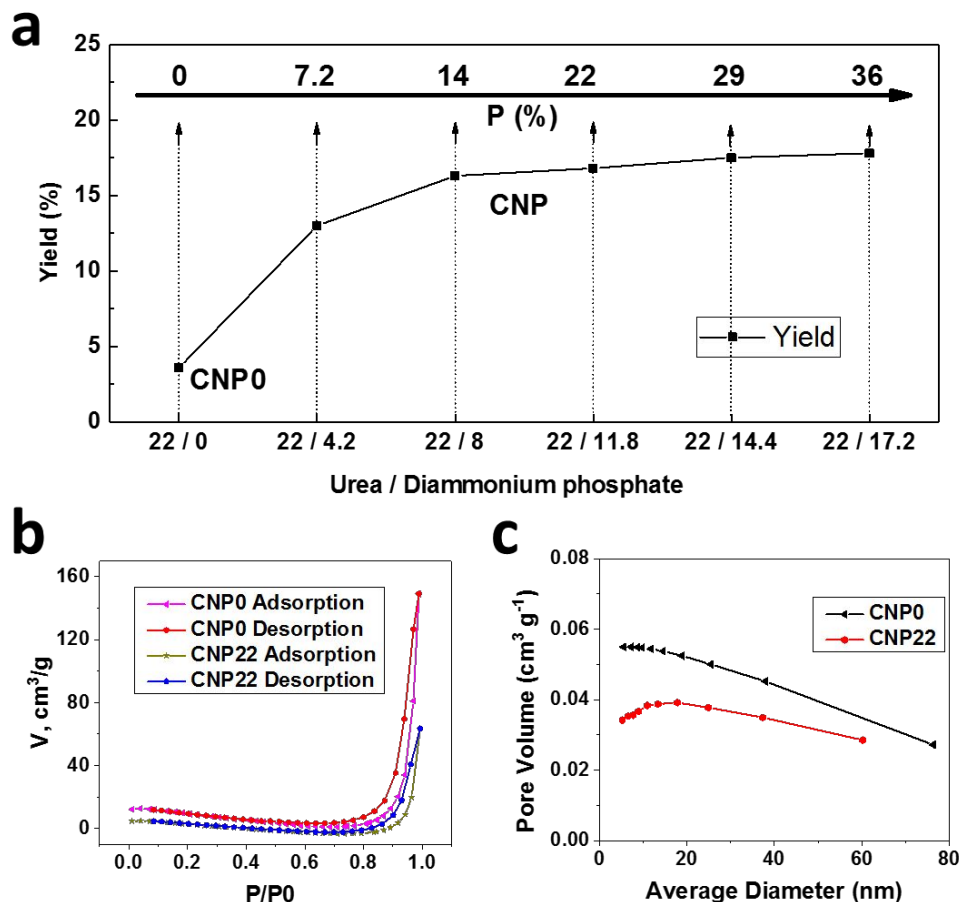 a
25
20
15
10
5
0
Yield (%)
0 7.2 14 22 29 36
P (%)
CNP0
CNP
Yield
22 / 0 22 / 4.2 22 / 8 22 / 11.8 22 / 14.4 22 / 17.2
Urea / Diammonium phosphate
b
160
120
80
40
0
V, cm³/g
CNP0 Adsorption
CNP0 Desorption
CNP22 Adsorption
CNP22 Desorption
0.0 0.2 0.4 0.6 0.8 1.0
P/P0
c
0.08
0.06
0.04
0.02
0.00
Pore Volume (cm³ g⁻¹)
CNP0
CNP22
0 20 40 60 80
Average Diameter (nm)